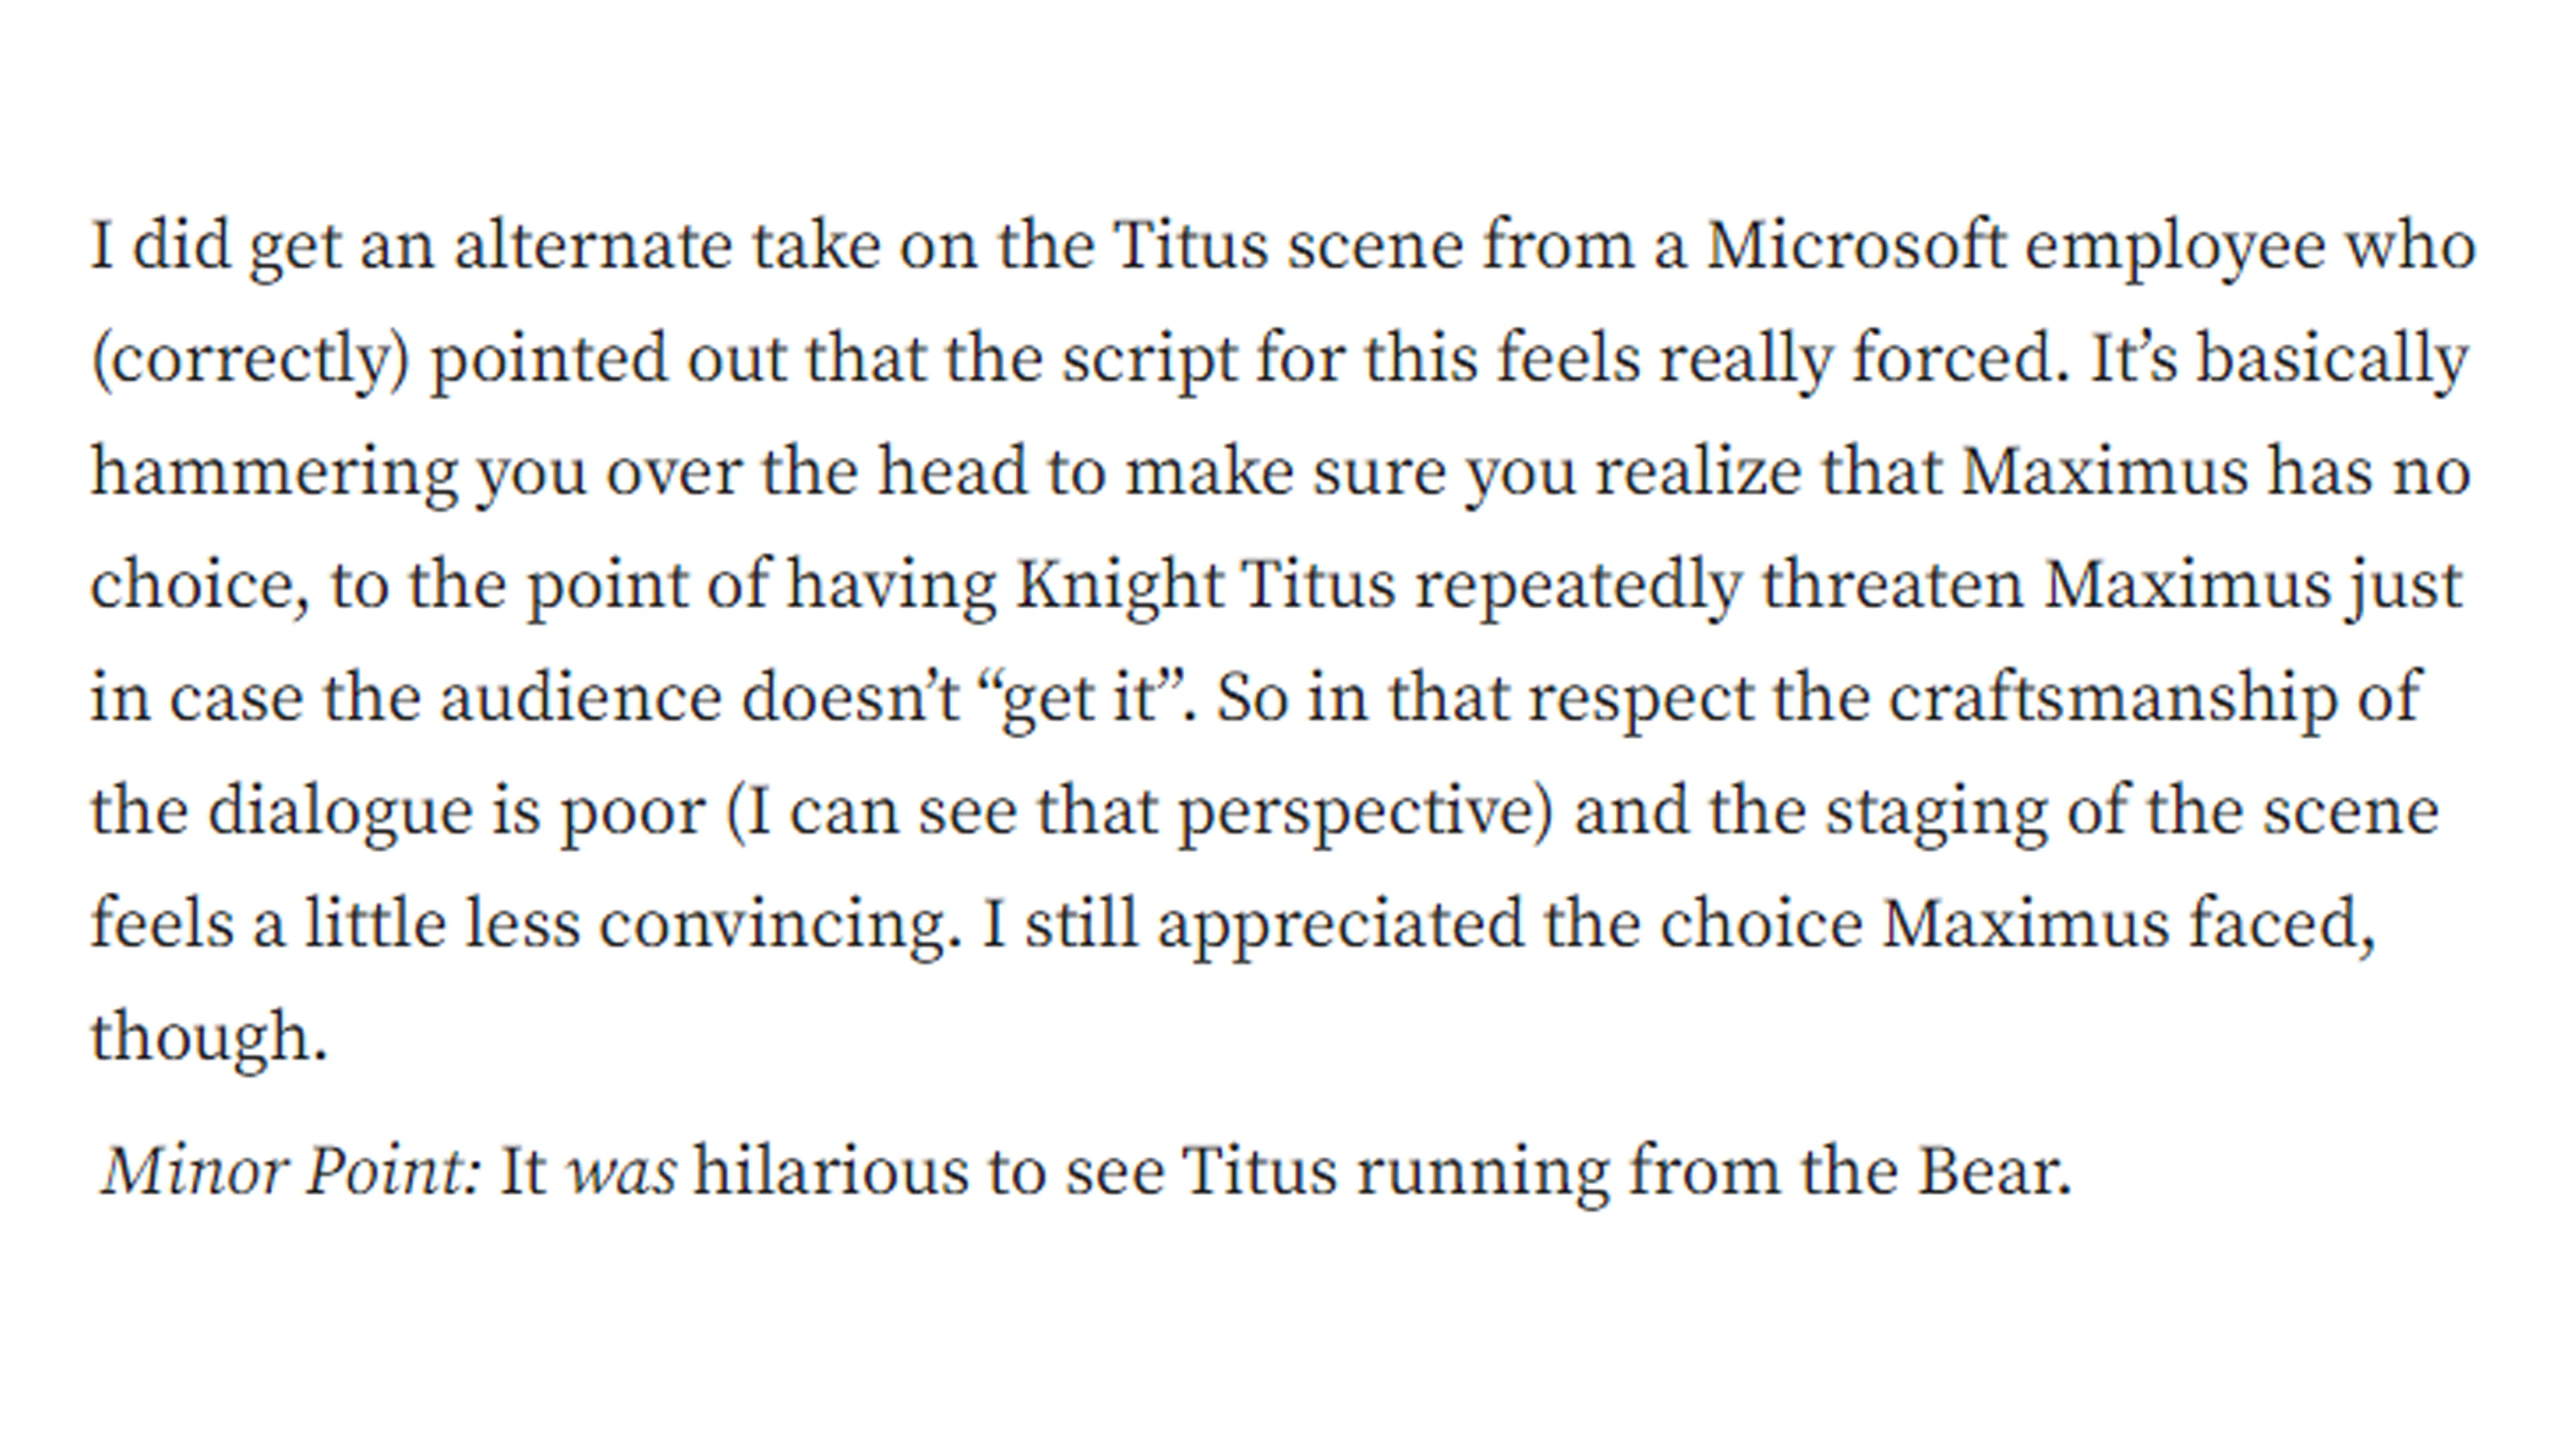 I did get an alternate take on the Titus scene from a Microsoft employee who
(correctly) pointed out that the script for this feels really forced. It’s basically
hammering you over the head to make sure you realize that Maximus has no
choice, to the point of having Knight Titus repeatedly threaten Maximus just
in case the audience doesn’t “get it”. So in that respect the craftsmanship of
the dialogue is poor (I can see that perspective) and the staging of the scene
feels a little less convincing. I still appreciated the choice Maximus faced,
though.
Minor Point: It was hilarious to see Titus running from the Bear.